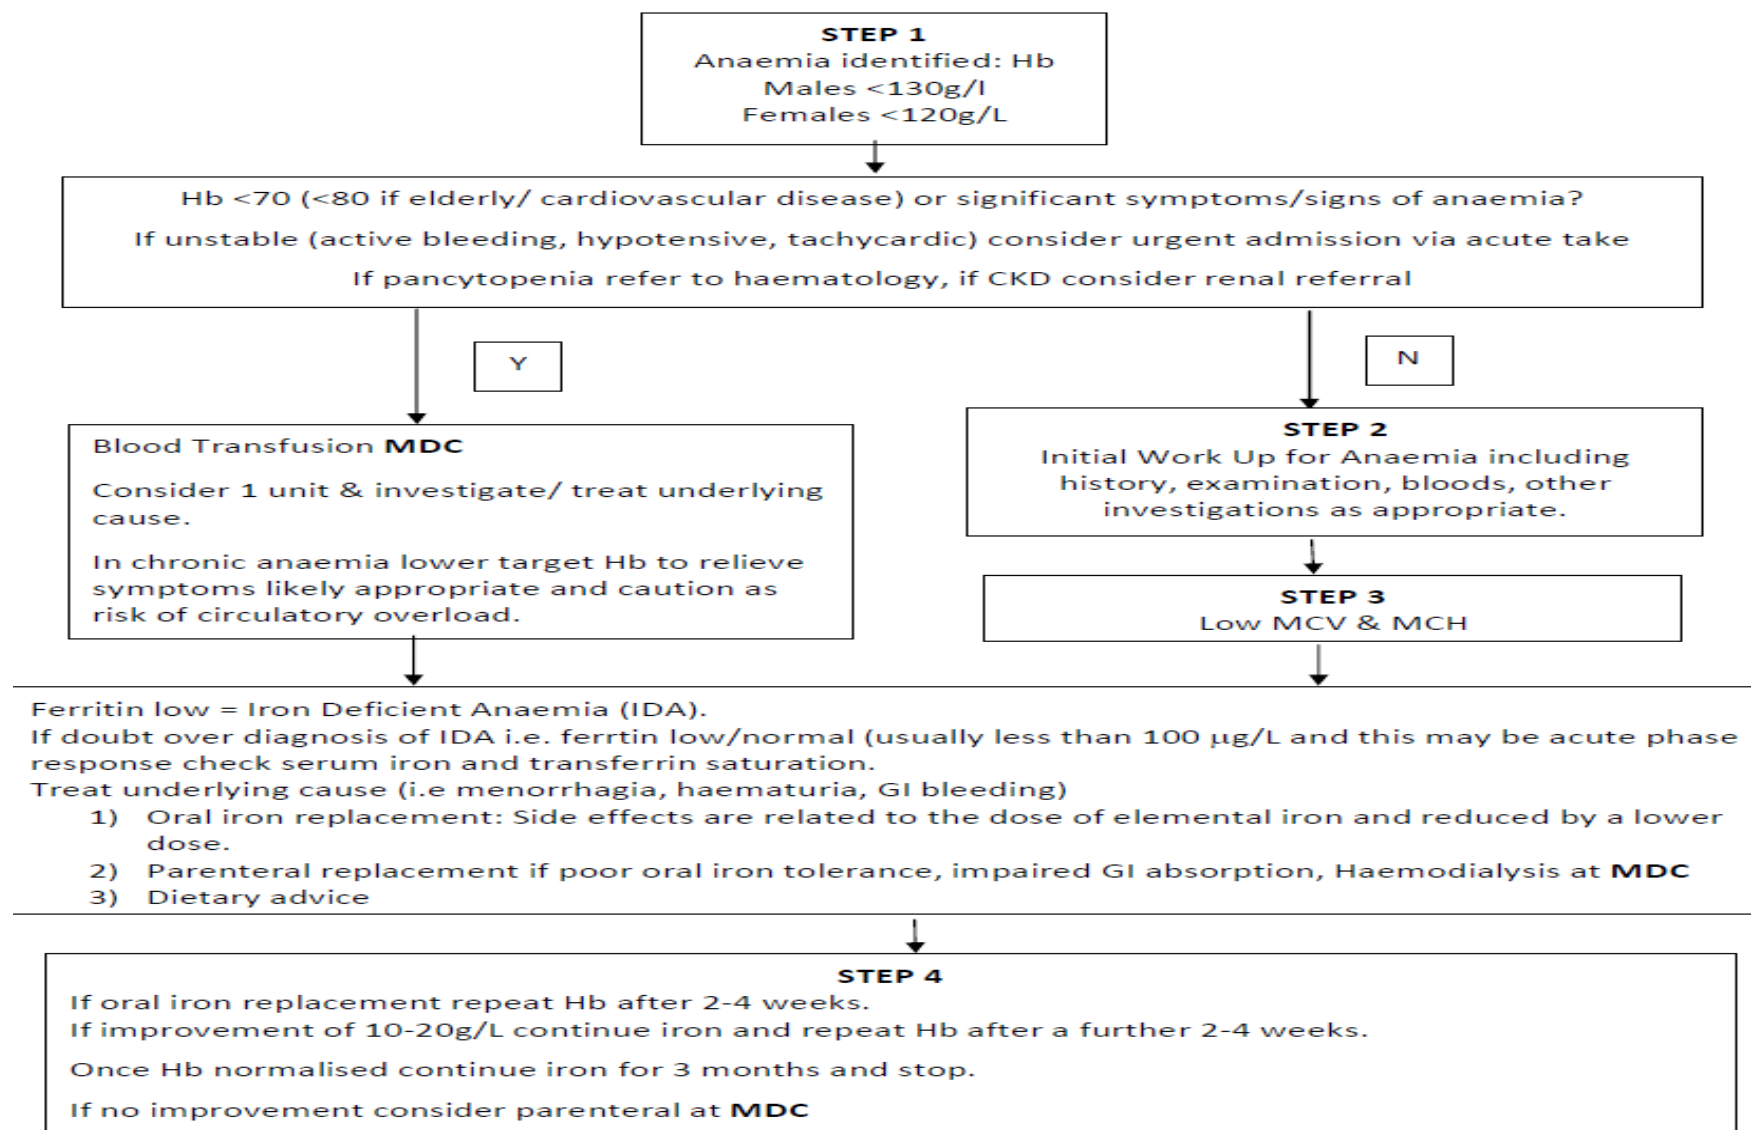 STEP 1
Anaemia identified: Hb
Males <130g/l
Females <120g/L
Hb <70 (<80 if elderly/ cardiovascular disease) or significant symptoms/signs of anaemia?
If unstable (active bleeding, hypotensive, tachycardic) consider urgent admission via acute take
If pancytopenia refer to haematology, if CKD consider renal referral
Y
N
Blood Transfusion MDC
Consider 1 unit & investigate/ treat underlying
cause.
In chronic anaemia lower target Hb to relieve
symptoms likely appropriate and caution as
risk of circulatory overload.
STEP 2
Initial Work Up for Anaemia including
history, examination, bloods, other
investigations as appropriate.
STEP 3
Low MCV & MCH
Ferritin low = Iron Deficient Anaemia (IDA).
If doubt over diagnosis of IDA i.e. ferrtin low/normal (usually less than 100 µg/L and this may be acute phase
response check serum iron and transferrin saturation.
Treat underlying cause (i.e menorrhagia, haematuria, GI bleeding)
1) Oral iron replacement: Side effects are related to the dose of elemental iron and reduced by a lower
dose.
2) Parenteral replacement if poor oral iron tolerance, impaired GI absorption, Haemodialysis at MDC
3) Dietary advice
STEP 4
If oral iron replacement repeat Hb after 2-4 weeks.
If improvement of 10-20g/L continue iron and repeat Hb after a further 2-4 weeks.
Once Hb normalised continue iron for 3 months and stop.
If no improvement consider parenteral at MDC